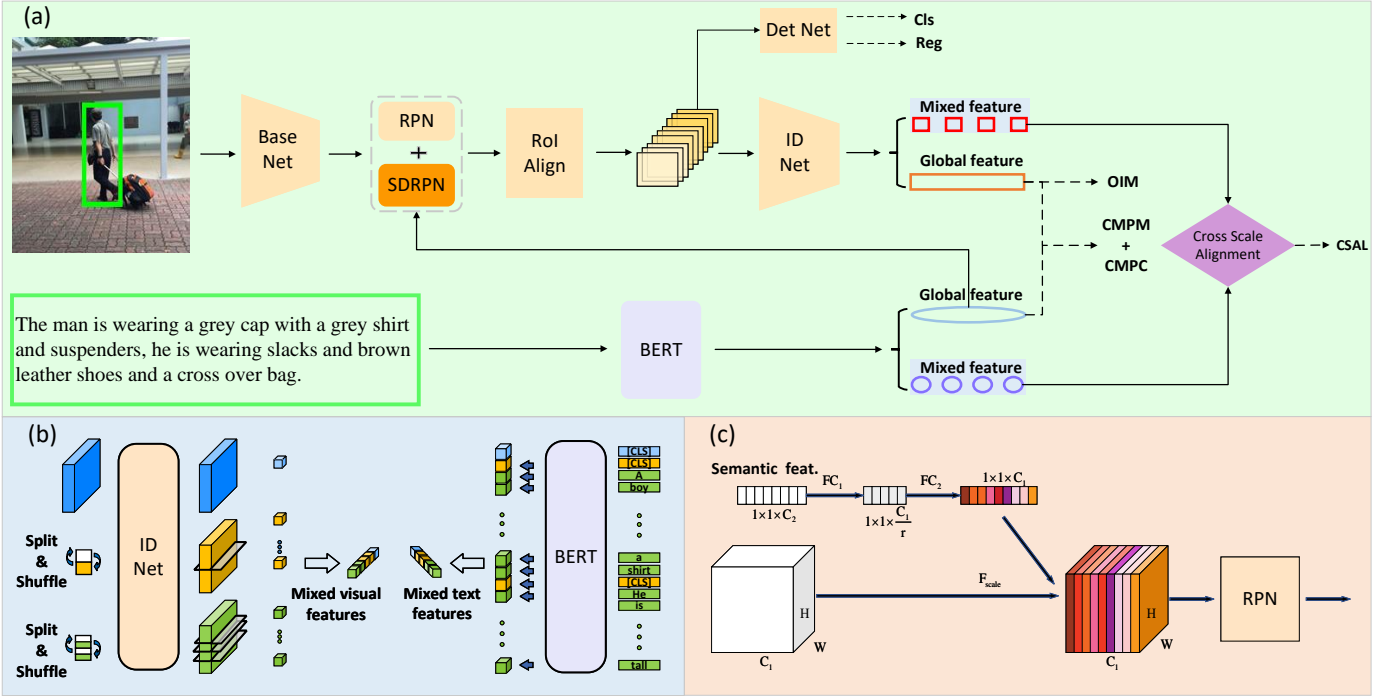 (a)
Det Net
Cls
Reg
Base
Net
RPN
+
SDRPN
RoI
Align
ID
Net
Mixed feature
Global feature
OIM
CMPM
+
CMPC
Cross Scale
Alignment
CSAL
The man is wearing a grey cap with a grey shirt
and suspenders, he is wearing slacks and brown
leather shoes and a cross over bag.
BERT
Global feature
Mixed feature
(b)
Split
&
Shuffle
Split
&
Shuffle
ID
Net
Mixed visual
features
Mixed text
features
BERT
[CLS]
[CLS]
A
boy
a
shirt
[CLS]
He
is
tall
(c)
Semantic feat.
1×1×C₂
FC₁
1×1×C₁/r
FC₂
1×1×C₁
H
W
C₁
F_scale
H
W
C₁
RPN